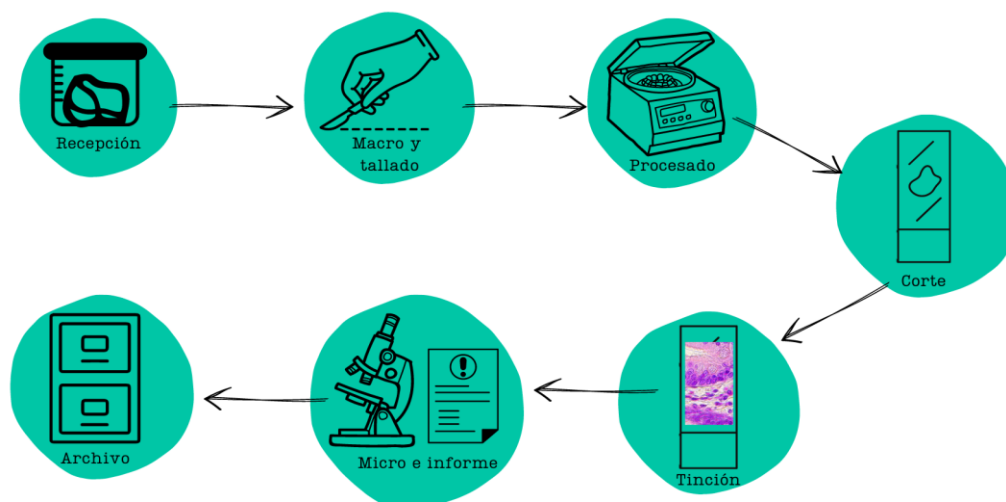 Recepción
Macro y
tallado
Procesado
Corte
Tinción
Micro e informe
Archivo